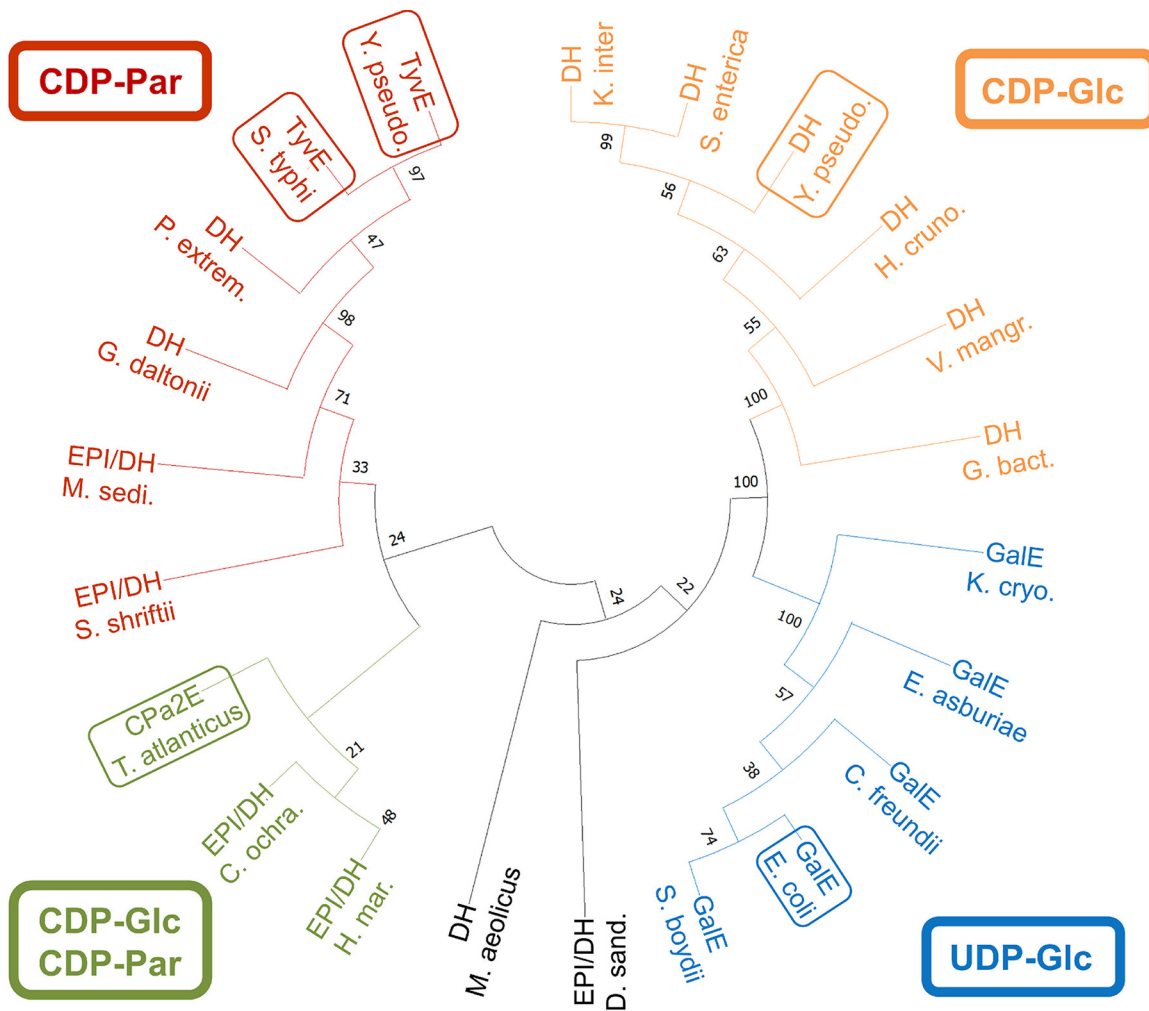 CDP-Par
TyvE
Y. pseudo.
TyvE
S. typhi
DH
P. extrem.
DH
G. daltonii
EPI/DH
M. sedi.
EPI/DH
S. shriftii
97
47
98
71
33
24
CDP-Glc
DH
K. inter
DH
S. enterica
DH
Y. pseudo.
DH
H. cruno.
DH
V. mangr.
DH
G. bact.
99
56
63
55
100
100
24
22
CPa2E
T. atlanticus
EPI/DH
C. ochra.
EPI/DH
H. mar.
21
48
CDP-Glc
CDP-Par
DH
M. aeolicus
EPI/DH
D. sand.
GalE
K. cryo.
GalE
E. asburiae
GalE
C. freundii
GalE
E. coli
GalE
S. boydii
100
57
38
74
UDP-Glc